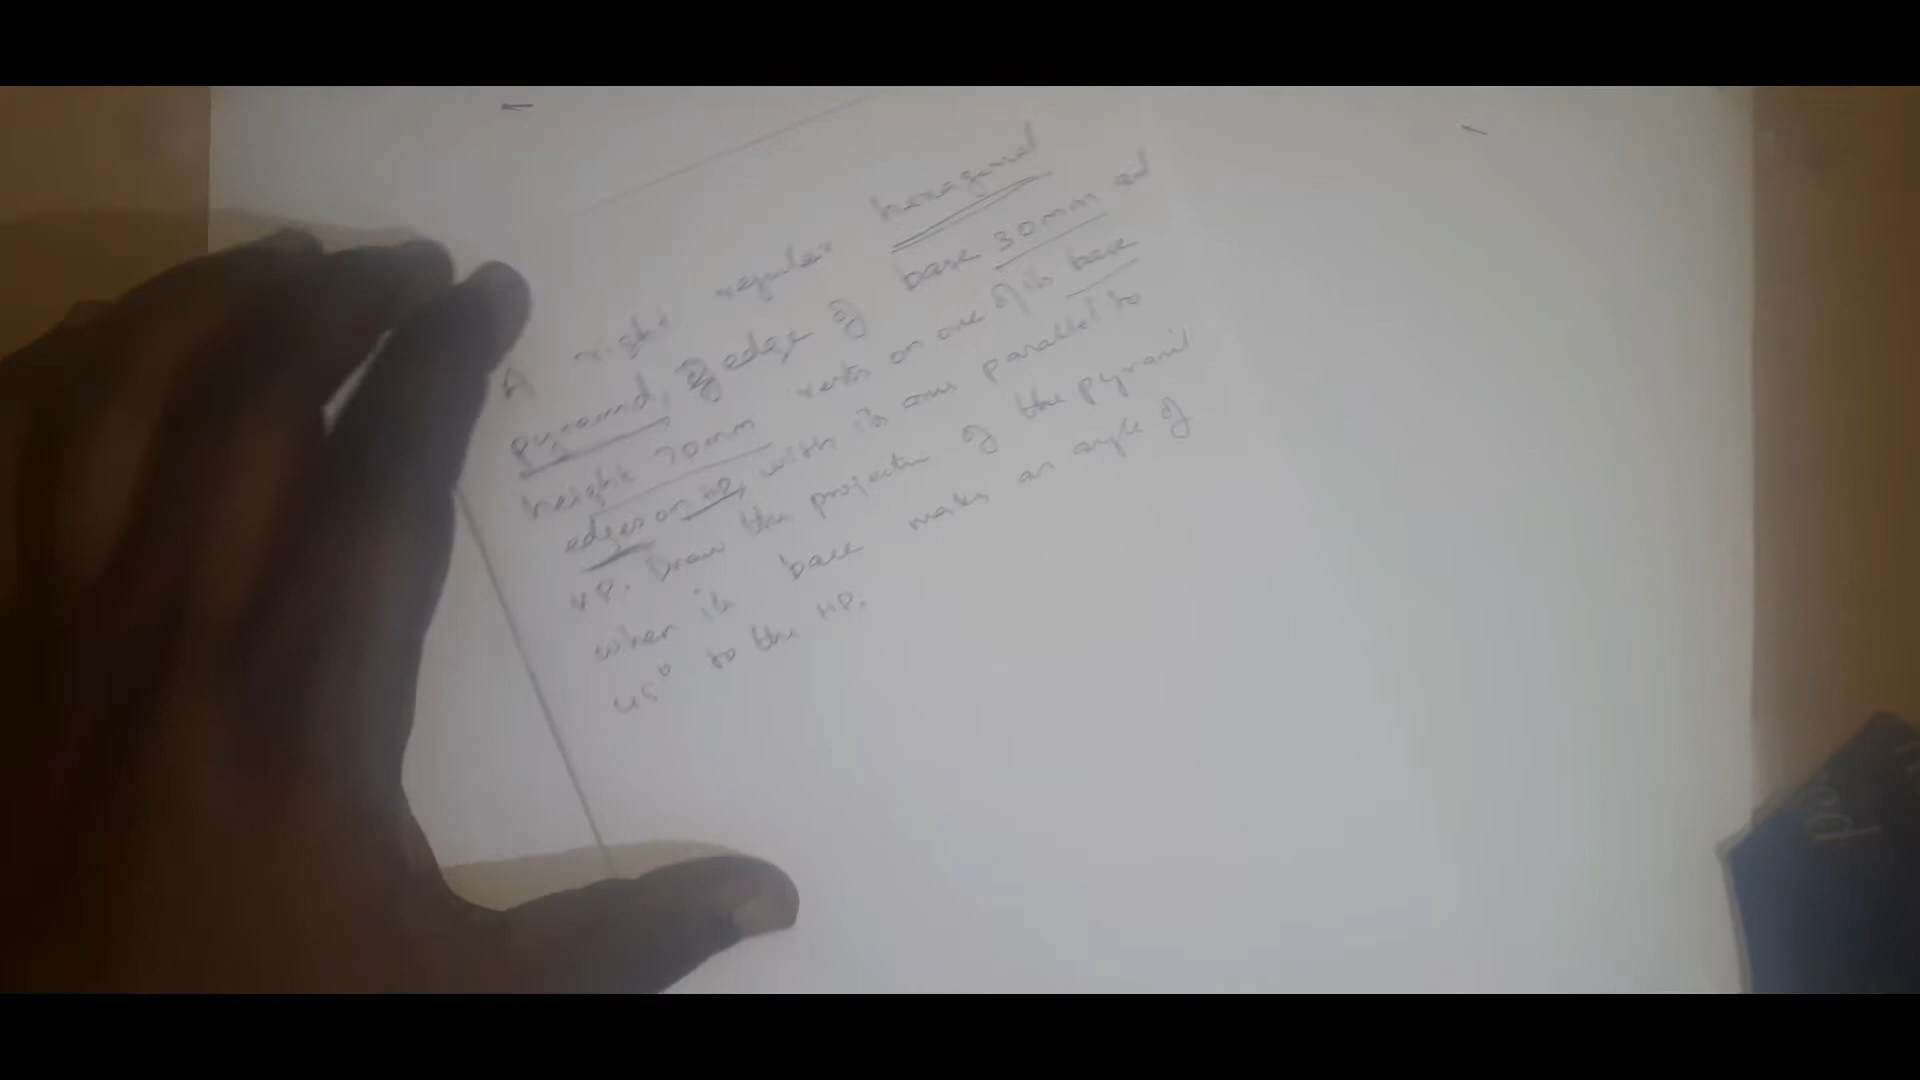 A right regular hexagonal
pyramid, of edge of base 30mm and
height 70mm rests on one of its base
edges on HP, with its axis parallel to
VP. Draw the projection of the pyramid
when its base makes an angle of
45° to the HP.